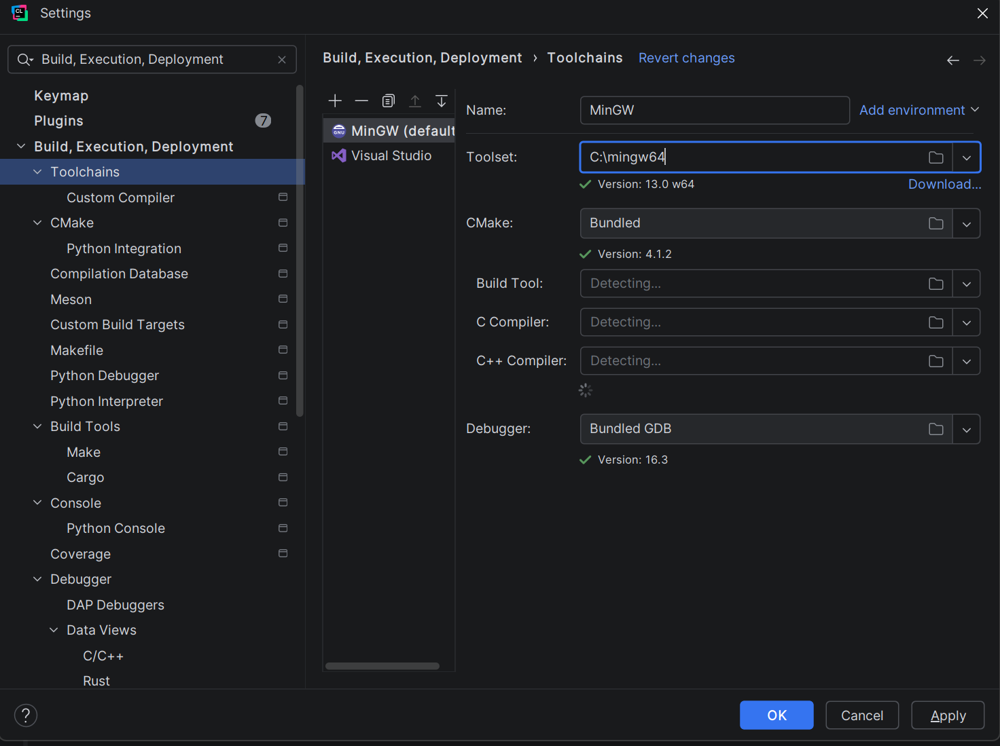 Settings
Build, Execution, Deployment
Keymap
Plugins 7
Build, Execution, Deployment
Toolchains
Custom Compiler
CMake
Python Integration
Compilation Database
Meson
Custom Build Targets
Makefile
Python Debugger
Python Interpreter
Build Tools
Make
Cargo
Console
Python Console
Coverage
Debugger
DAP Debuggers
Data Views
C/C++
Rust
Build, Execution, Deployment › Toolchains Revert changes
MinGW (default
Visual Studio
Name: MinGW Add environment
Toolset: C:\mingw64
Version: 13.0 w64 Download...
CMake: Bundled
Version: 4.1.2
Build Tool: Detecting...
C Compiler: Detecting...
C++ Compiler: Detecting...
Debugger: Bundled GDB
Version: 16.3
? OK Cancel Apply